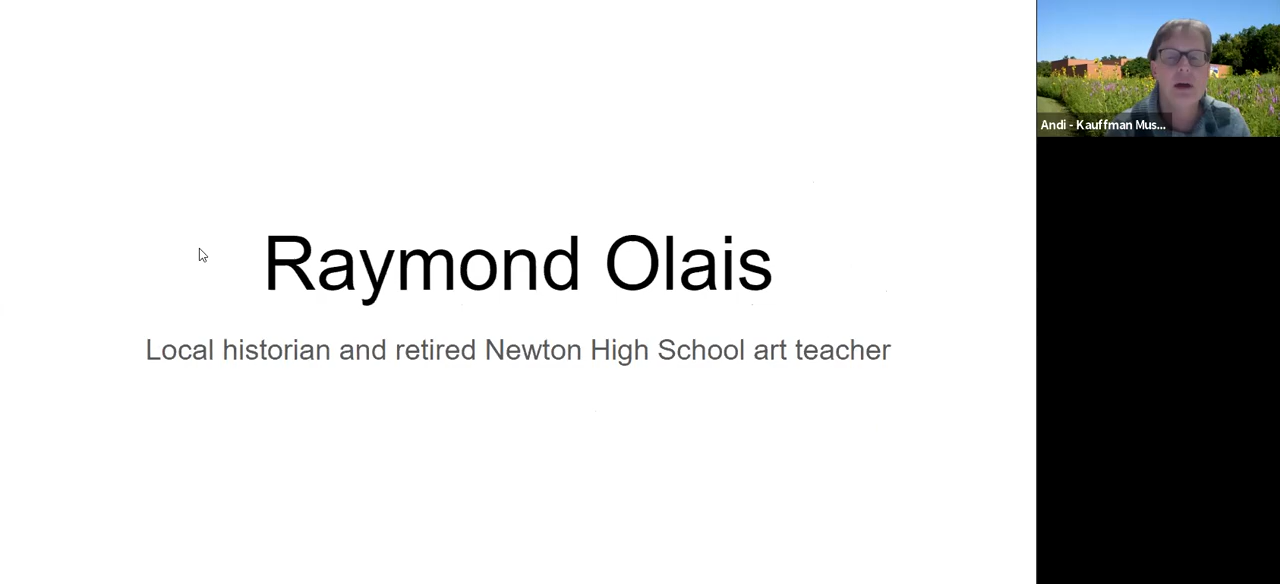 Raymond Olais
Local historian and retired Newton High School art teacher
Andi - Kauffman Mus...